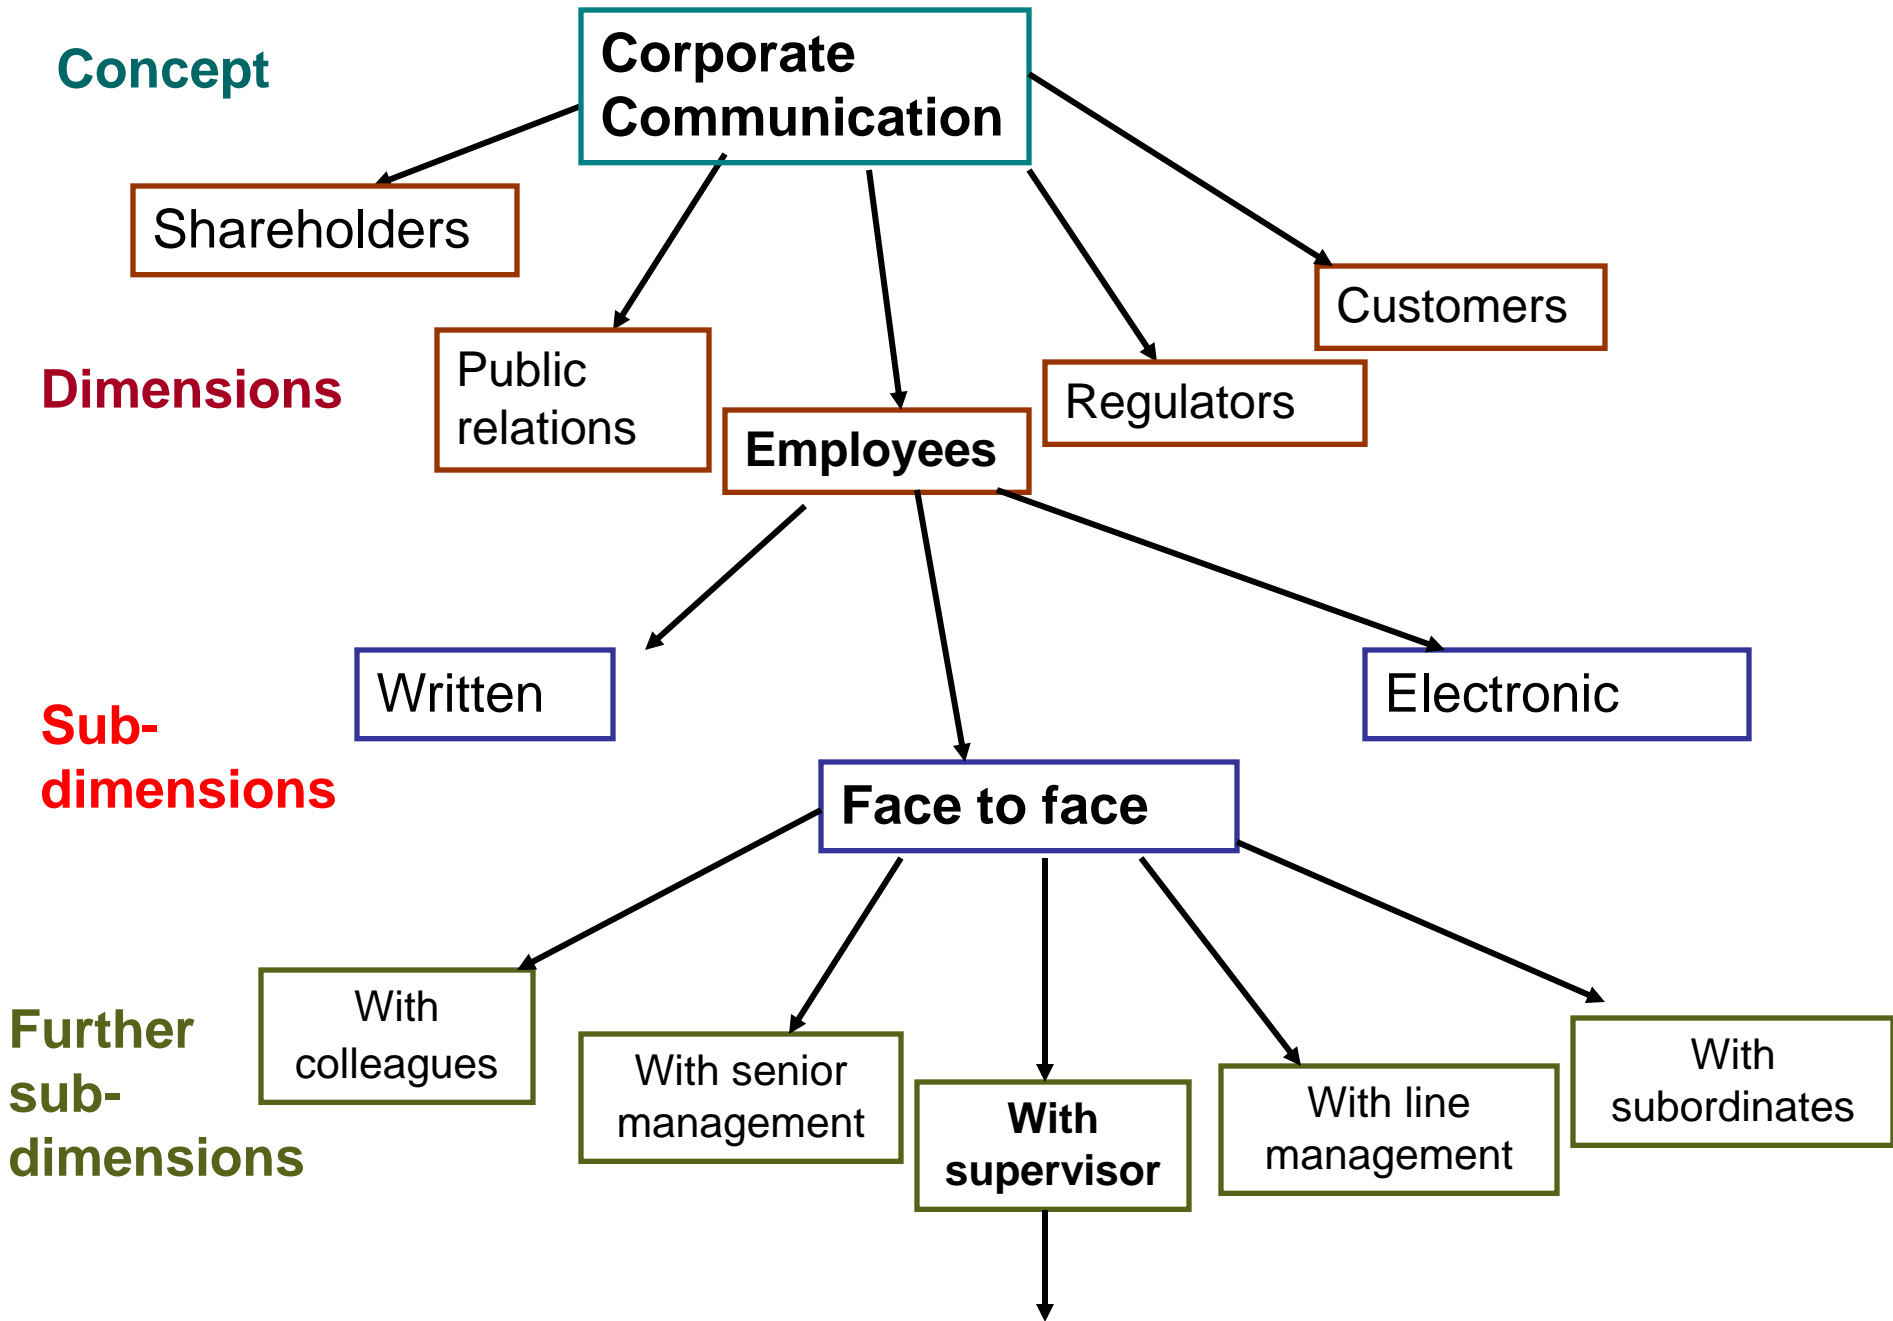 Concept
Corporate
Communication
Shareholders
Customers
Dimensions
Public
relations
Employees
Regulators
Sub-
dimensions
Written
Electronic
Face to face
Further
sub-
dimensions
With
colleagues
With senior
management
With
supervisor
With line
management
With
subordinates